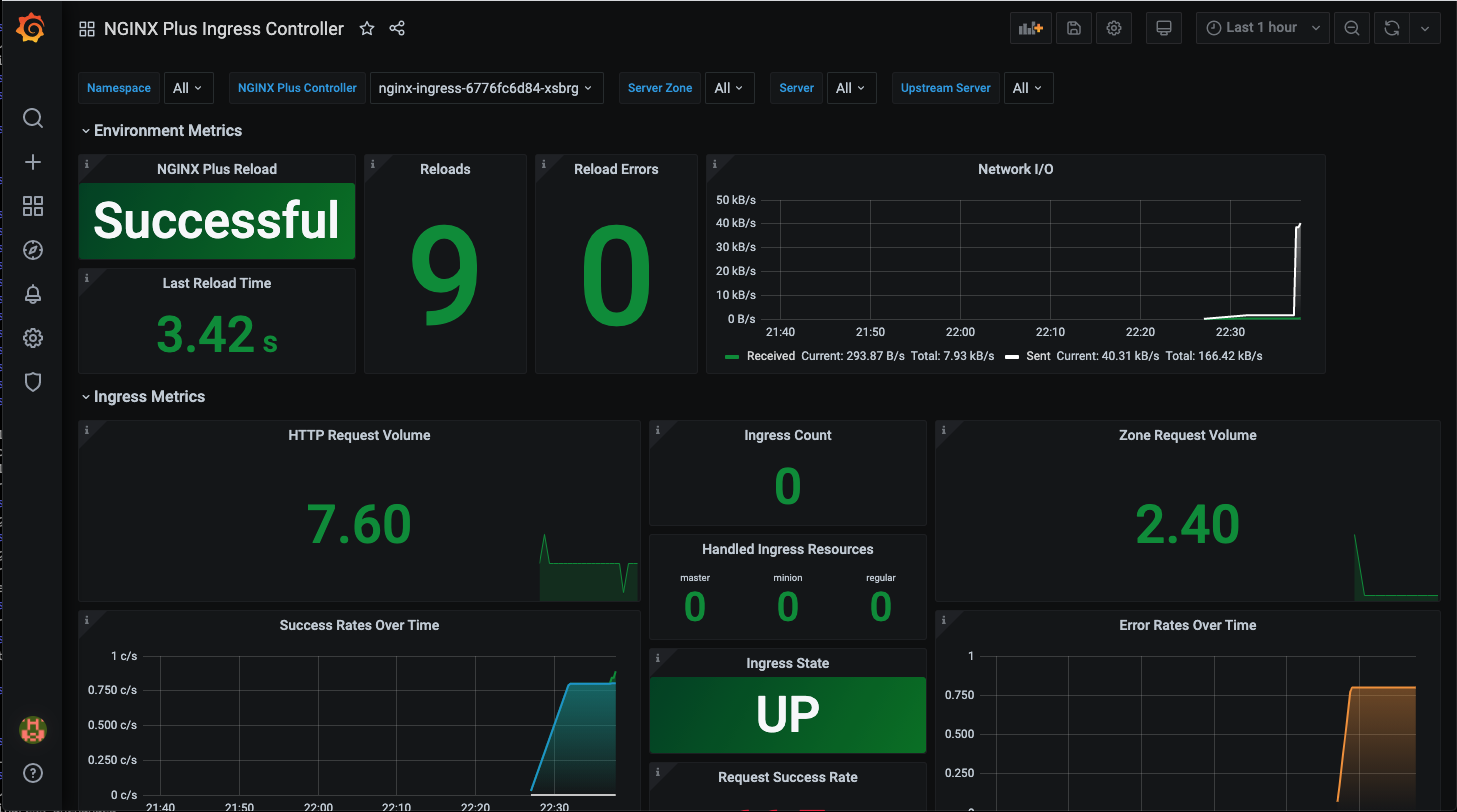 NGINX Plus Ingress Controller
Last 1 hour
Namespace All NGINX Plus Controller nginx-ingress-6776fc6d84-xsbrg Server Zone All Server All Upstream Server All
Environment Metrics
NGINX Plus Reload
Successful
Last Reload Time
3.42 s
Reloads
9
Reload Errors
0
Network I/O
50 kB/s
40 kB/s
30 kB/s
20 kB/s
10 kB/s
0 B/s
21:40 21:50 22:00 22:10 22:20 22:30
Received Current: 293.87 B/s Total: 7.93 kB/s Sent Current: 40.31 kB/s Total: 166.42 kB/s
Ingress Metrics
HTTP Request Volume
7.60
Ingress Count
0
Handled Ingress Resources
master minion regular
0 0 0
Zone Request Volume
2.40
Success Rates Over Time
1 c/s
0.750 c/s
0.500 c/s
0.250 c/s
0 c/s
21:40 21:50 22:00 22:10 22:20 22:30
Ingress State
UP
Request Success Rate
Error Rates Over Time
1
0.750
0.500
0.250
0